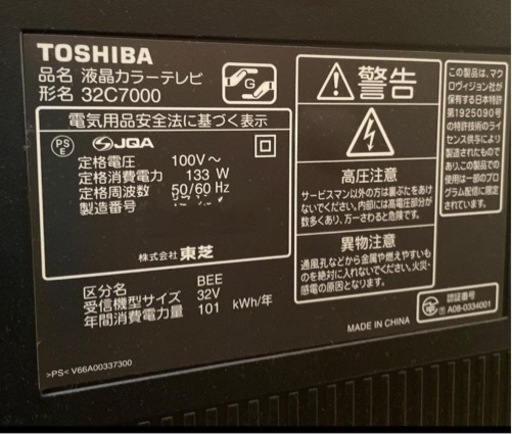 TOSHIBA
品名 液晶カラーテレビ
形名 32C7000
電気用品安全法に基づく表示
PS
E
JQA
定格電圧 100V～
定格消費電力 133 W
定格周波数 50/60 Hz
製造番号
株式会社 東芝
区分名 BEE
受信機型サイズ 32V
年間消費電力量 101 kWh/年
>PS< V66A00337300
G
警告
高圧注意
サービスマン以外の方は裏ぶたをあけ
ないでください。内部には高電圧部分が
数多くあり、万一さわると危険です。
異物注意
通風孔などから金属や燃えやすいもの
を絶対に入れないでください。火災、
感電の原因となります。
この製品は、マク
ロヴィジョン社が
保有する日本特許
第1925090号
の特許技術のライ
センス供与により
製造されたもので
あり、この製品での
使用は一部のプロ
グラム配信に限定
されています。
認証番号
A08-0334001
MADE IN CHINA